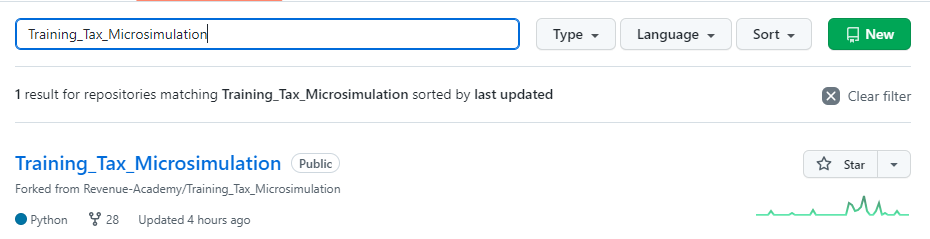 Training_Tax_Microsimulation Type Language Sort New
1 result for repositories matching Training_Tax_Microsimulation sorted by last updated Clear filter
Training_Tax_Microsimulation Public Star
Forked from Revenue-Academy/Training_Tax_Microsimulation
Python 28 Updated 4 hours ago